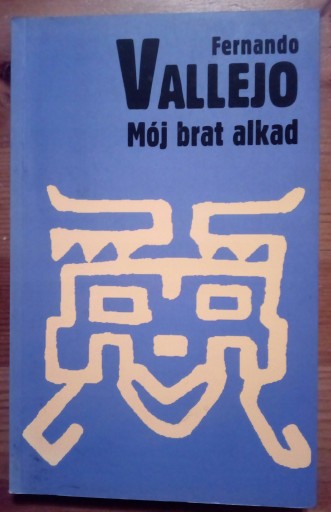 Fernando
VALLEJO
Mój brat alkad